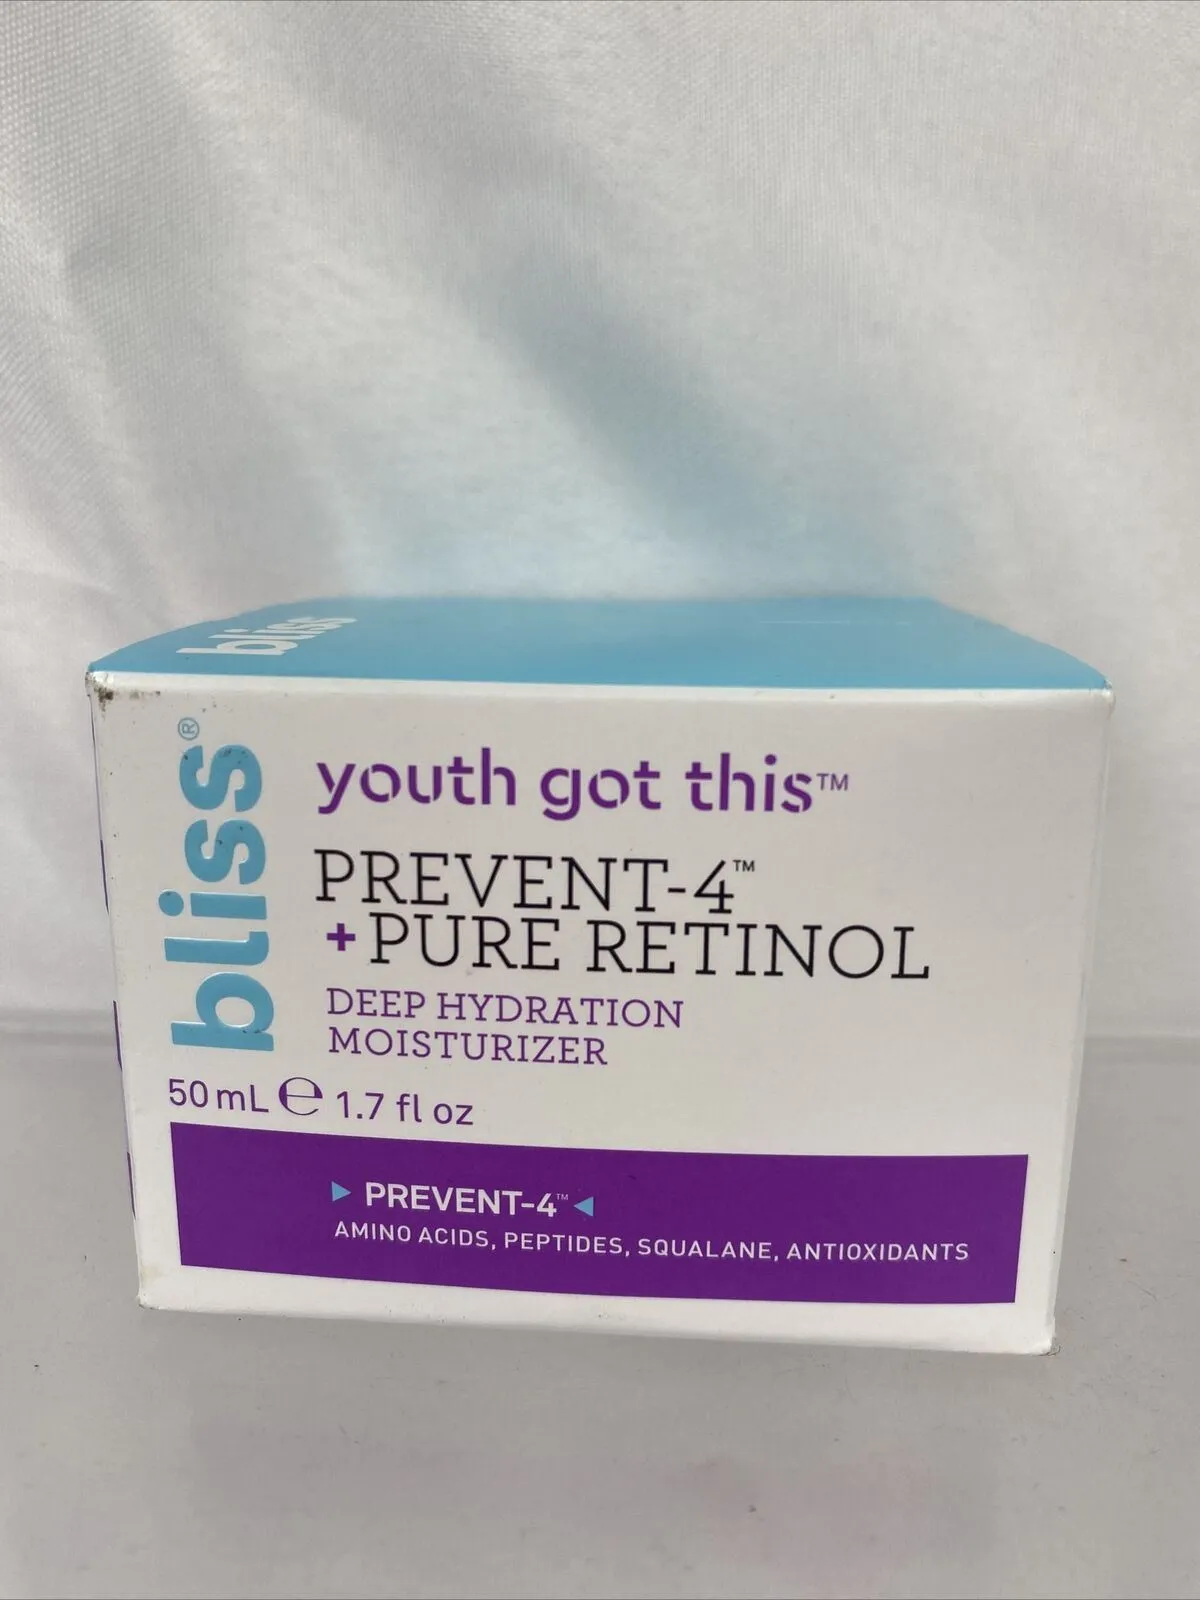 bliss
bliss®
youth got this™
PREVENT-4™
+PURE RETINOL
DEEP HYDRATION
MOISTURIZER
50 mL ℮ 1.7 fl oz
► PREVENT-4™ ◄
AMINO ACIDS, PEPTIDES, SQUALANE, ANTIOXIDANTS